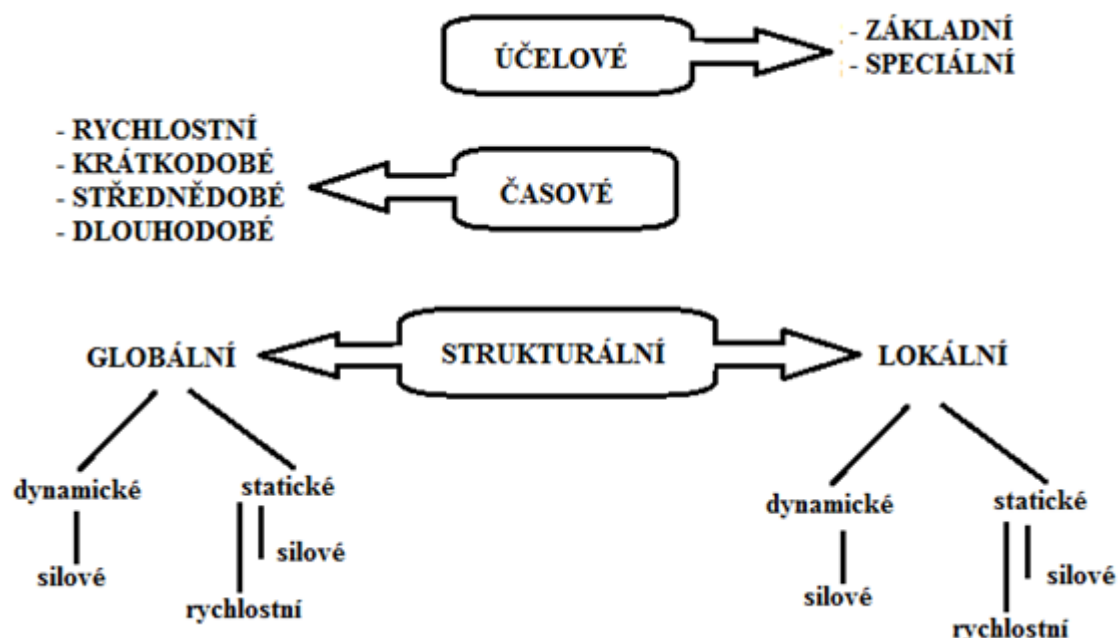 ÚČELOVÉ
- ZÁKLADNÍ
- SPECIÁLNÍ
- RYCHLOSTNÍ
- KRÁTKODOBÉ
- STŘEDNĚDOBÉ
- DLOUHODOBÉ
ČASOVÉ
GLOBÁLNÍ
STRUKTURÁLNÍ
LOKÁLNÍ
dynamické
statické
silové
silové
rychlostní
dynamické
statické
silové
silové
rychlostní